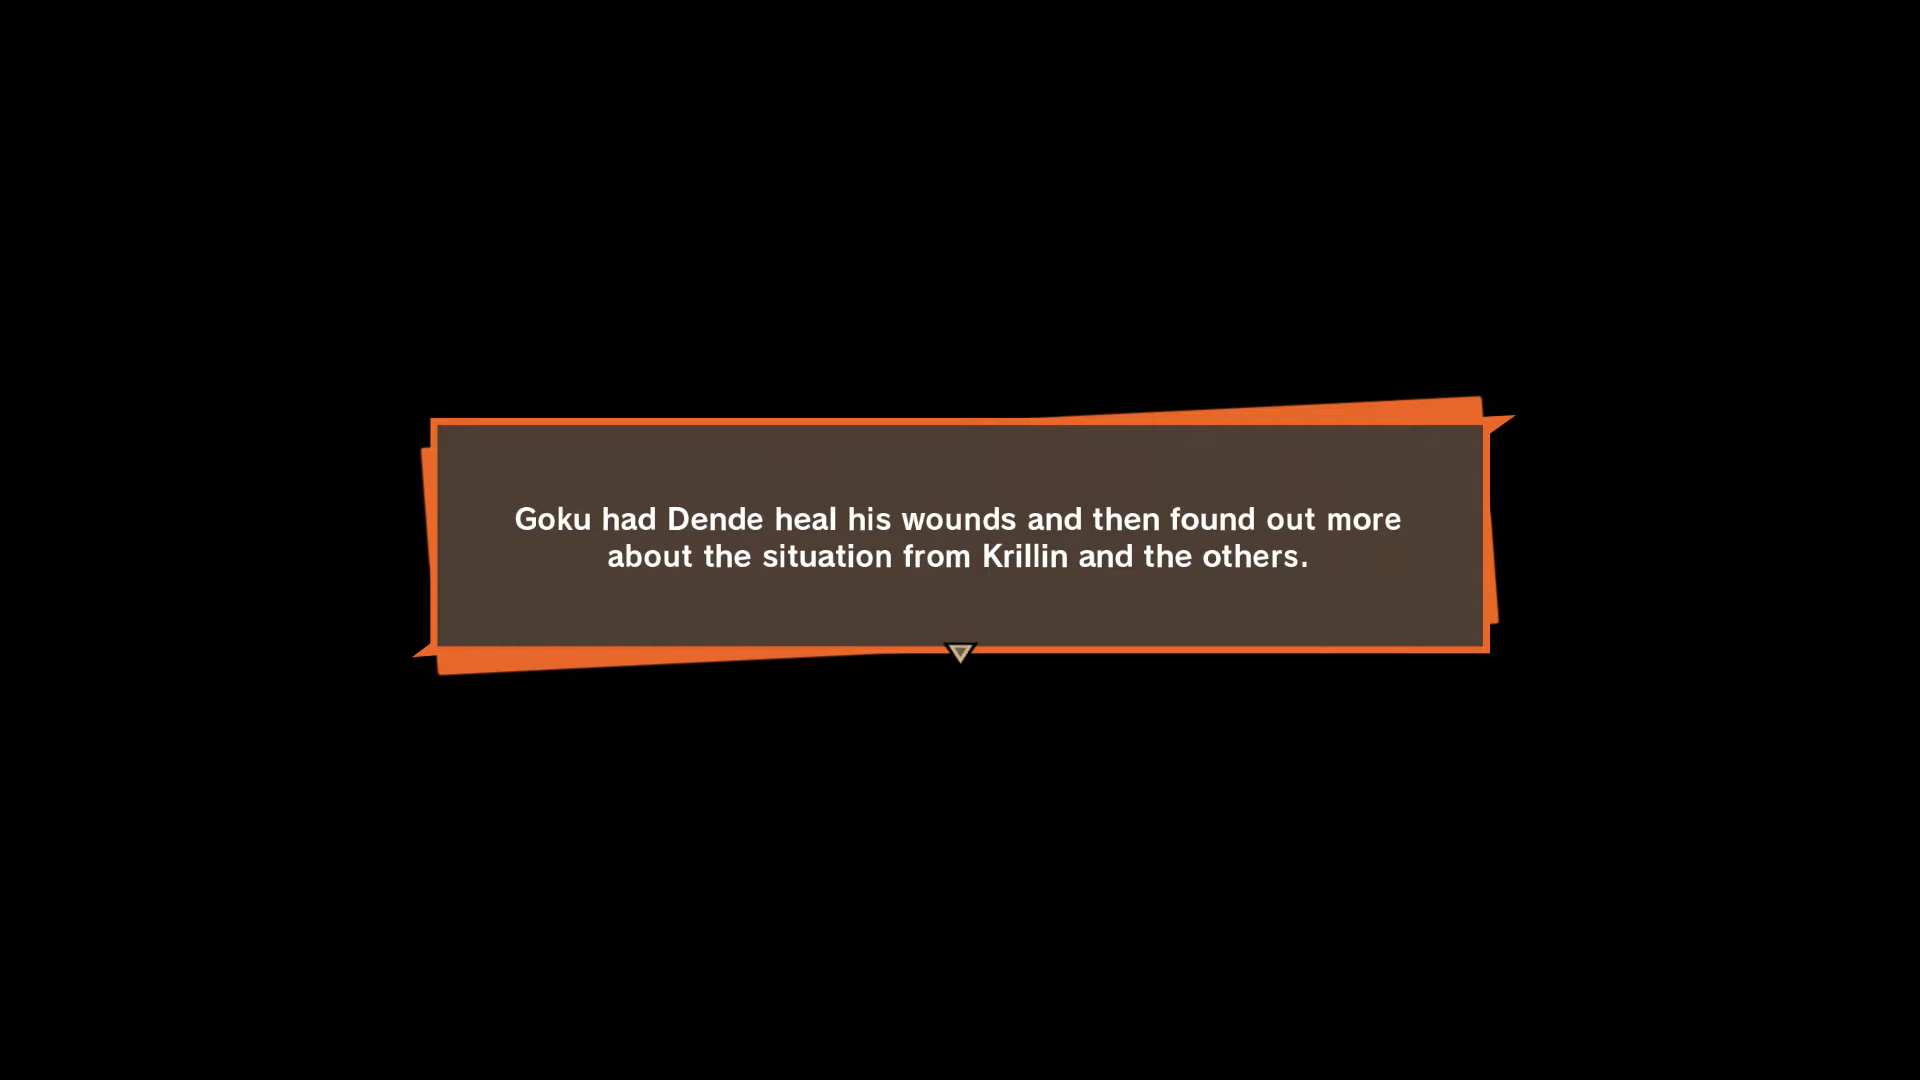 Goku had Dende heal his wounds and then found out more
about the situation from Krillin and the others.